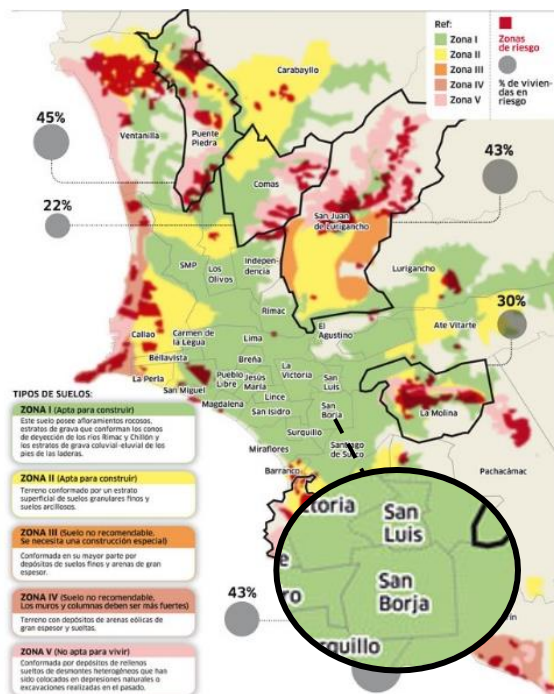 Ref:
Zona I
Zona II
Zona III
Zona IV
Zona V
Zonas
de riesgo
% de vivien-
das en
riesgo
Carabayllo
45%
Ventanilla
Puente
Piedra
43%
Comas
22%
San Juan
de Lurigancho
SMP
Los
Olivos
Indepen-
dencia
Lurigancho
Rímac
El
Agustino
30%
Ate Vitarte
Callao
Carmen de
la Legua
Lima
Bellavista
Breña
La
Victoria
La Perla
Pueblo
Libre
Jesús
María
San
Luis
San Miguel
Magdalena
Lince
San Isidro
San
Borja
La Molina
Surquillo
Miraflores
Santiago
de Surco
Barranco
Pachacámac
TIPOS DE SUELOS:
ZONA I (Apta para construir)
Este suelo posee afloramientos rocosos,
estratos de grava que conforman los conos
de deyección de los ríos Rímac y Chillón y
los estratos de grava coluvial-eluvial de los
pies de las laderas.
ZONA II (Apta para construir)
Terreno conformado por un estrato
superficial de suelos granulares finos y
suelos arcillosos.
ZONA III (Suelo no recomendable.
Se necesita una construcción especial)
Conformada en su mayor parte por
depósitos de suelos finos y arenas de gran
espesor.
ZONA IV (Suelo no recomendable.
Los muros y columnas deben ser más fuertes)
Terreno con depósitos de arenas eólicas de
gran espesor y sueltas.
ZONA V (No apta para vivir)
Conformada por depósitos de rellenos
sueltos de desmontes heterogéneos que han
sido colocados en depresiones naturales o
excavaciones realizadas en el pasado.
43%
ctoria
San
Luis
San
Borja
rquillo